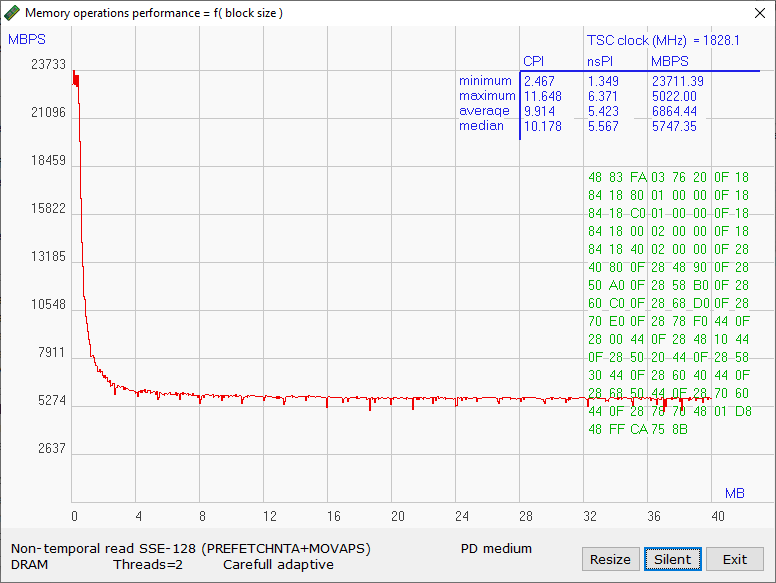 Memory operations performance = f( block size )
MBPS
TSC clock (MHz) = 1828.1
CPI nsPI MBPS
minimum 2.467 1.349 23711.39
maximum 11.648 6.371 5022.00
average 9.914 5.423 6864.44
median 10.178 5.567 5747.35
23733
21096
18459
15822
13185
10548
7911
5274
2637
48 83 FA 03 76 20 0F 18
84 18 80 01 00 00 0F 18
84 18 C0 01 00 00 0F 18
84 18 00 02 00 00 0F 18
84 18 40 02 00 00 0F 28
40 80 0F 28 48 90 0F 28
50 A0 0F 28 58 B0 0F 28
60 C0 0F 28 68 D0 0F 28
70 E0 0F 28 78 F0 44 0F
28 00 44 0F 28 48 10 44
0F 28 50 20 44 0F 28 58
30 44 0F 28 60 40 44 0F
28 68 50 44 0F 28 70 60
44 0F 28 78 70 48 01 D8
48 FF CA 75 8B
MB
0 4 8 12 16 20 24 28 32 36 40
Non-temporal read SSE-128 (PREFETCHNTA+MOVAPS) PD medium
DRAM Threads=2 Carefull adaptive
Resize Silent Exit